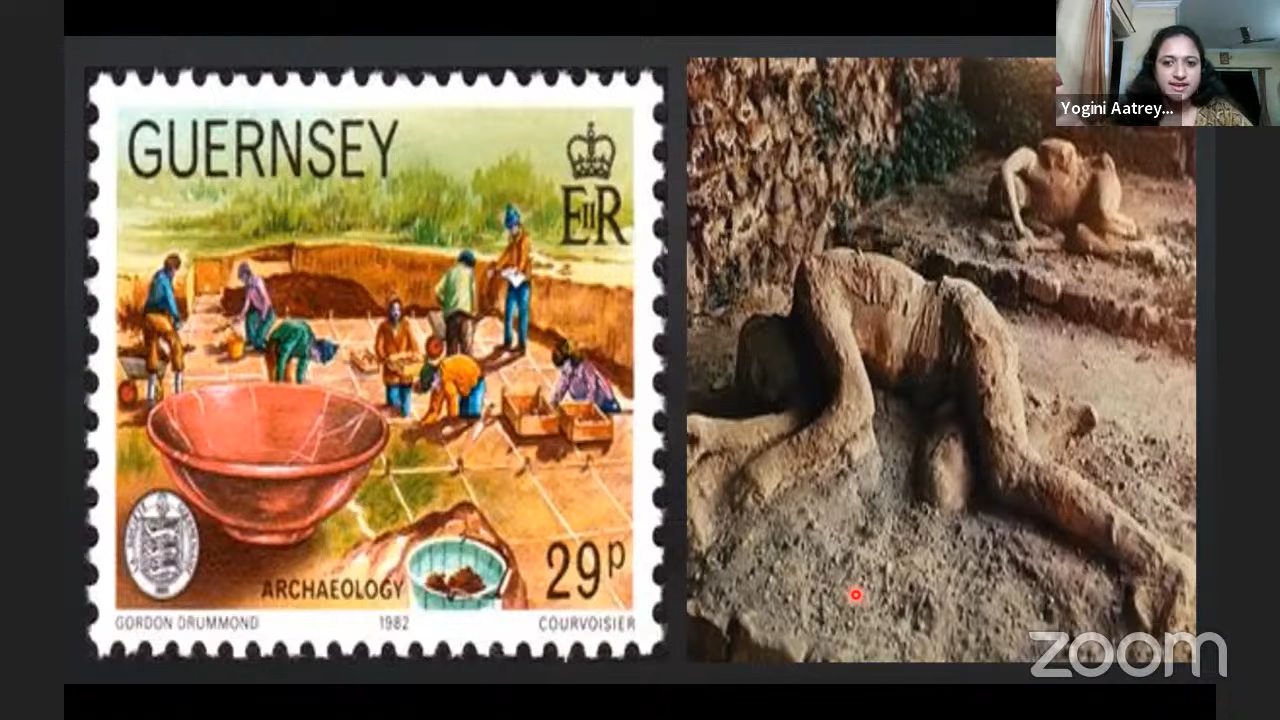 Yogini Aatrey...
GUERNSEY
EIIR
ARCHAEOLOGY
29p
GORDON DRUMMOND
1982
COURVOISIER
zoom